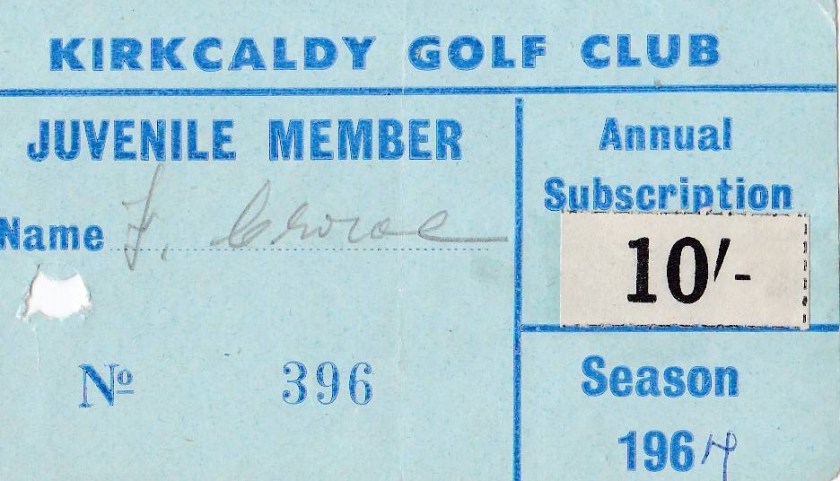 KIRKCALDY GOLF CLUB
JUVENILE MEMBER
Name
Nº 396
Annual
Subscription
10/-
Season
1964